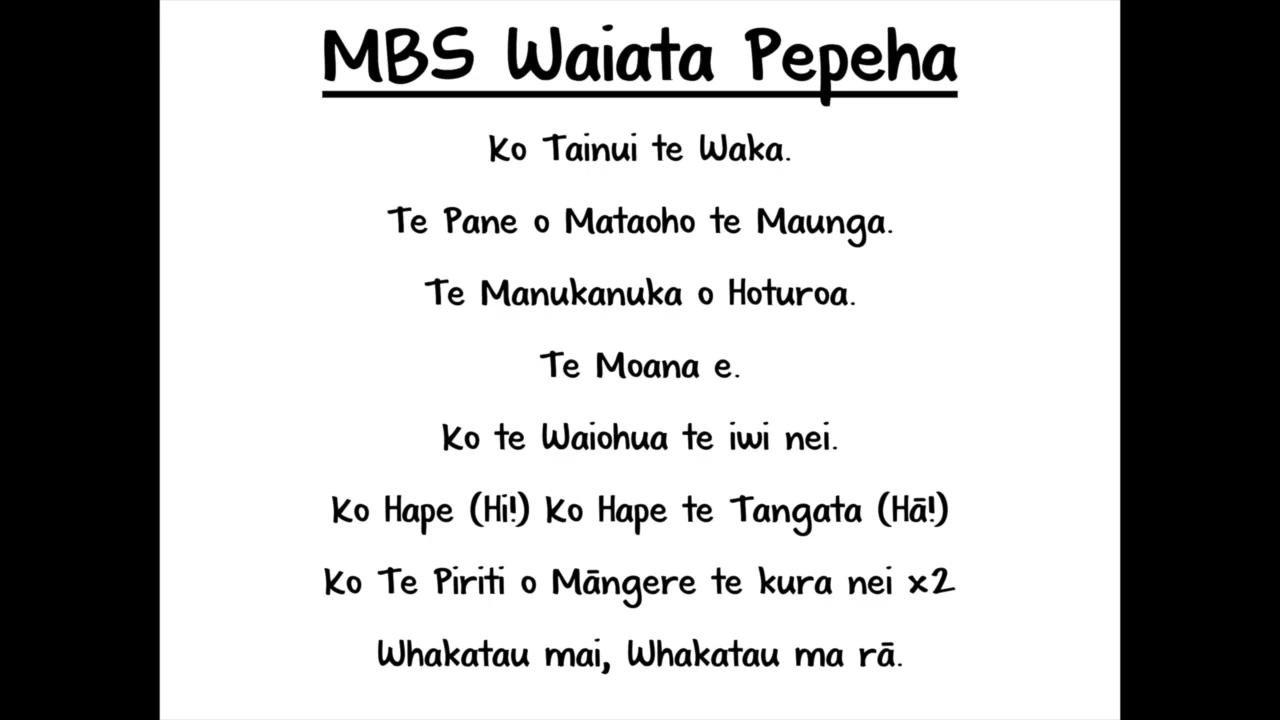 MBS Waiata Pepeha
Ko Tainui te Waka.
Te Pane o Mataoho te Maunga.
Te Manukanuka o Hoturoa.
Te Moana e.
Ko te Waiohua te iwi nei.
Ko Hape (Hi!) Ko Hape te Tangata (Hā!)
Ko Te Piriti o Māngere te kura nei x2
Whakatau mai, Whakatau ma rā.